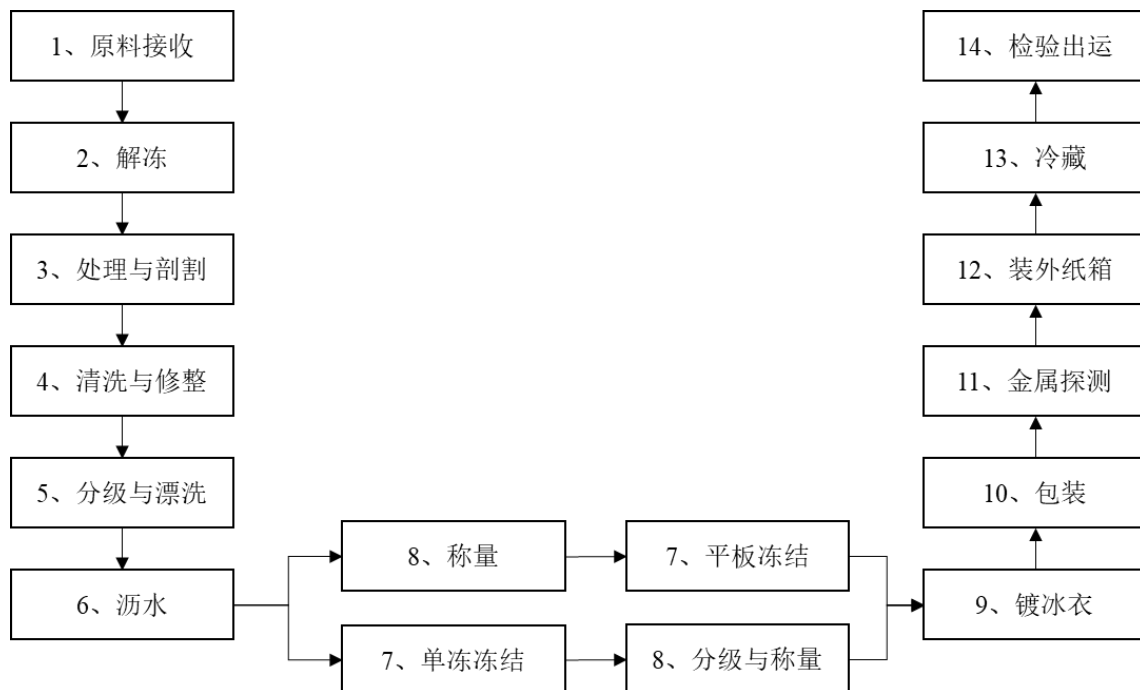 1、原料接收
2、解冻
3、处理与剖割
4、清洗与修整
5、分级与漂洗
6、沥水
8、称量
7、平板冻结
7、单冻冻结
8、分级与称量
9、镀冰衣
10、包装
11、金属探测
12、装外纸箱
13、冷藏
14、检验出运